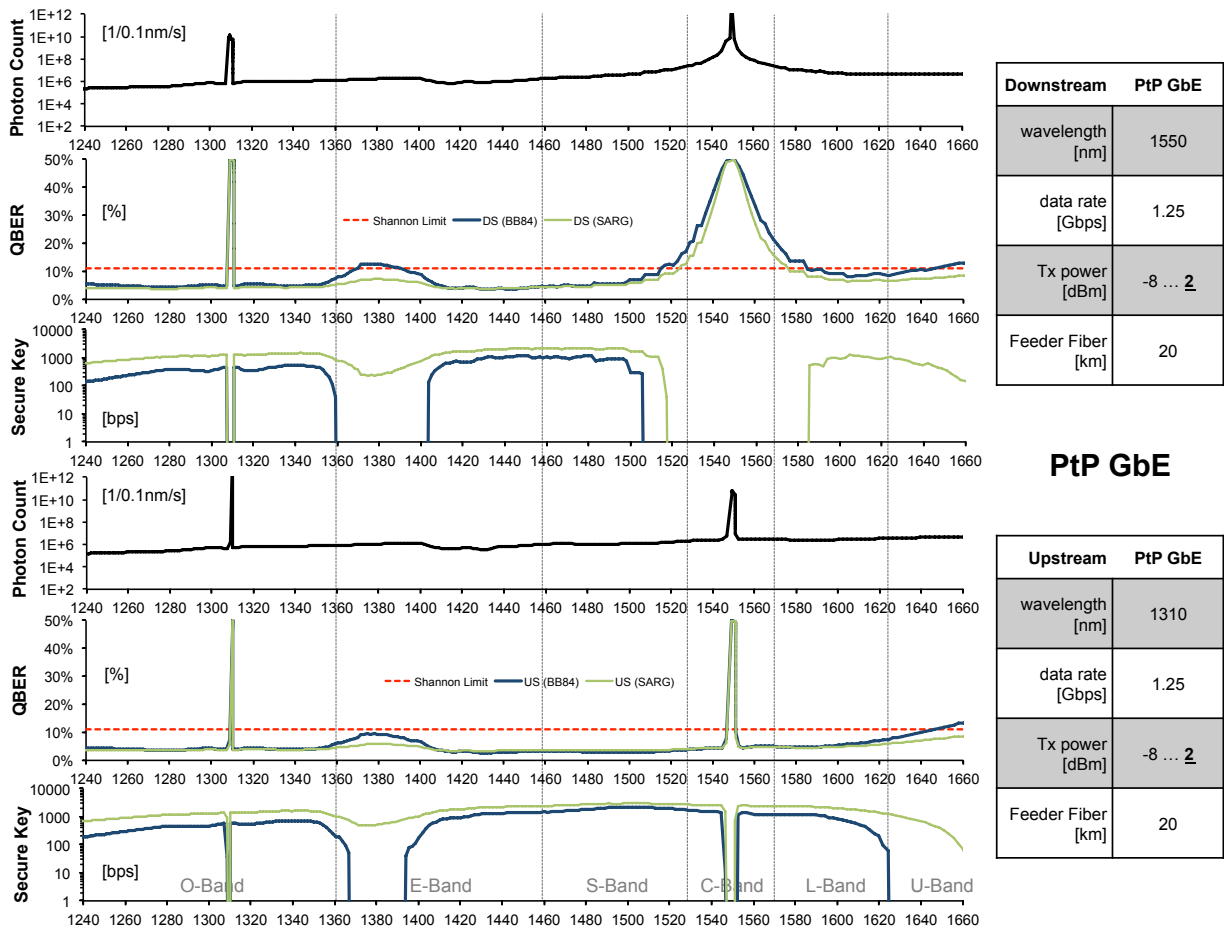 1E+12
1E+10
1E+8
1E+6
1E+4
1E+2
Photon Count
[1/0.1nm/s]
1240 1260 1280 1300 1310 1320 1340 1360 1380 1400 1420 1440 1460 1480 1500 1520 1540 1560 1580 1600 1620 1640 1660
50%
40%
30%
20%
10%
0%
QBER
[%]
Shannon Limit DS (BB84) DS (SARG)
1240 1260 1280 1300 1310 1320 1340 1360 1380 1400 1420 1440 1460 1480 1500 1520 1540 1560 1580 1600 1620 1640 1660
10000
1000
100
10
1
Secure Key
[bps]
1240 1260 1280 1300 1310 1320 1340 1360 1380 1400 1420 1440 1460 1480 1500 1520 1540 1560 1580 1600 1620 1640 1660
Downstream PtP GbE
wavelength [nm] 1550
data rate [Gbps] 1.25
Tx power [dBm] -8 … 2
Feeder Fiber [km] 20
PtP GbE
1E+12
1E+10
1E+8
1E+6
1E+4
1E+2
Photon Count
[1/0.1nm/s]
1240 1260 1280 1300 1310 1320 1340 1360 1380 1400 1420 1440 1460 1480 1500 1520 1540 1560 1580 1600 1620 1640 1660
50%
40%
30%
20%
10%
0%
QBER
[%]
Shannon Limit US (BB84) US (SARG)
1240 1260 1280 1300 1310 1320 1340 1360 1380 1400 1420 1440 1460 1480 1500 1520 1540 1560 1580 1600 1620 1640 1660
10000
1000
100
10
1
Secure Key
[bps]
O-Band E-Band S-Band C-Band L-Band U-Band
1240 1260 1280 1300 1310 1320 1340 1360 1380 1400 1420 1440 1460 1480 1500 1520 1540 1560 1580 1600 1620 1640 1660
Upstream PtP GbE
wavelength [nm] 1310
data rate [Gbps] 1.25
Tx power [dBm] -8 … 2
Feeder Fiber [km] 20